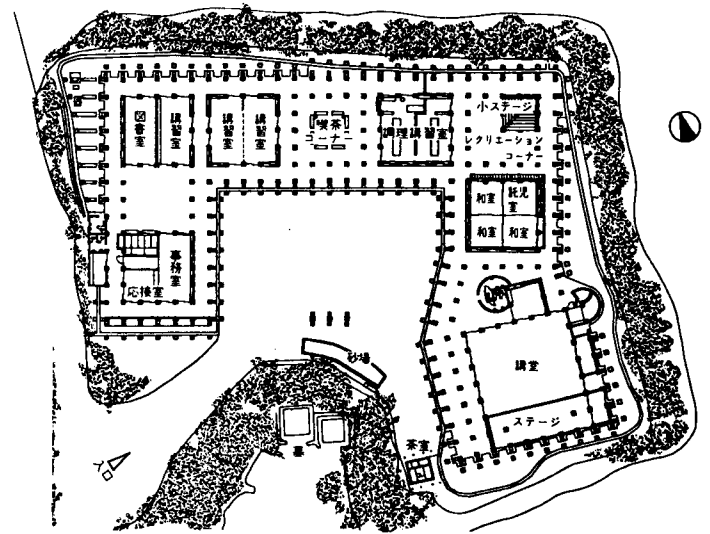 図書室
講習室
講習室
講習室
喫茶
コーナー
調理講習室
小ステージ
レクリエーション
コーナー
和室
託児
室
和室
和室
事務室
応接室
砂場
講堂
ステージ
墓
茶室
入口